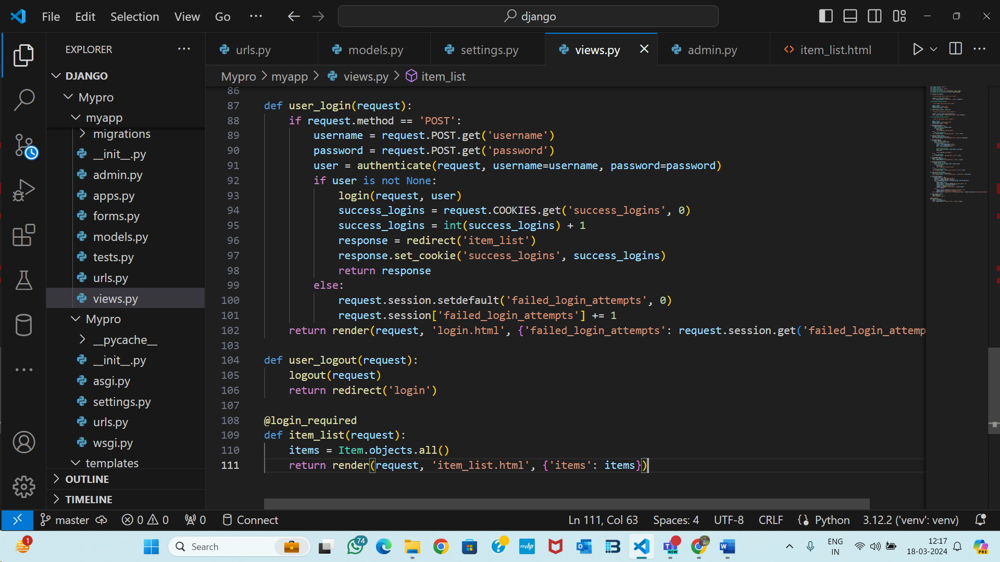 File Edit Selection View Go ··· django
EXPLORER ···
DJANGO
Mypro
myapp
migrations
__init__.py
admin.py
apps.py
forms.py
models.py
tests.py
urls.py
views.py
Mypro
__pycache__
__init__.py
asgi.py
settings.py
urls.py
wsgi.py
templates
OUTLINE
TIMELINE
urls.py models.py settings.py views.py admin.py item_list.html
Mypro > myapp > views.py > item_list
86
87 def user_login(request):
88     if request.method == 'POST':
89         username = request.POST.get('username')
90         password = request.POST.get('password')
91         user = authenticate(request, username=username, password=password)
92         if user is not None:
93             login(request, user)
94             success_logins = request.COOKIES.get('success_logins', 0)
95             success_logins = int(success_logins) + 1
96             response = redirect('item_list')
97             response.set_cookie('success_logins', success_logins)
98             return response
99         else:
100             request.session.setdefault('failed_login_attempts', 0)
101             request.session['failed_login_attempts'] += 1
102     return render(request, 'login.html', {'failed_login_attempts': request.session.get('failed_login_attemp
103
104 def user_logout(request):
105     logout(request)
106     return redirect('login')
107
108 @login_required
109 def item_list(request):
110     items = Item.objects.all()
111     return render(request, 'item_list.html', {'items': items})
master 0 0 0 Connect Ln 111, Col 63 Spaces: 4 UTF-8 CRLF Python 3.12.2 ('venv': venv)
1 Search 74 myhp NEW ENG
IN
12:17
18-03-2024
PRE